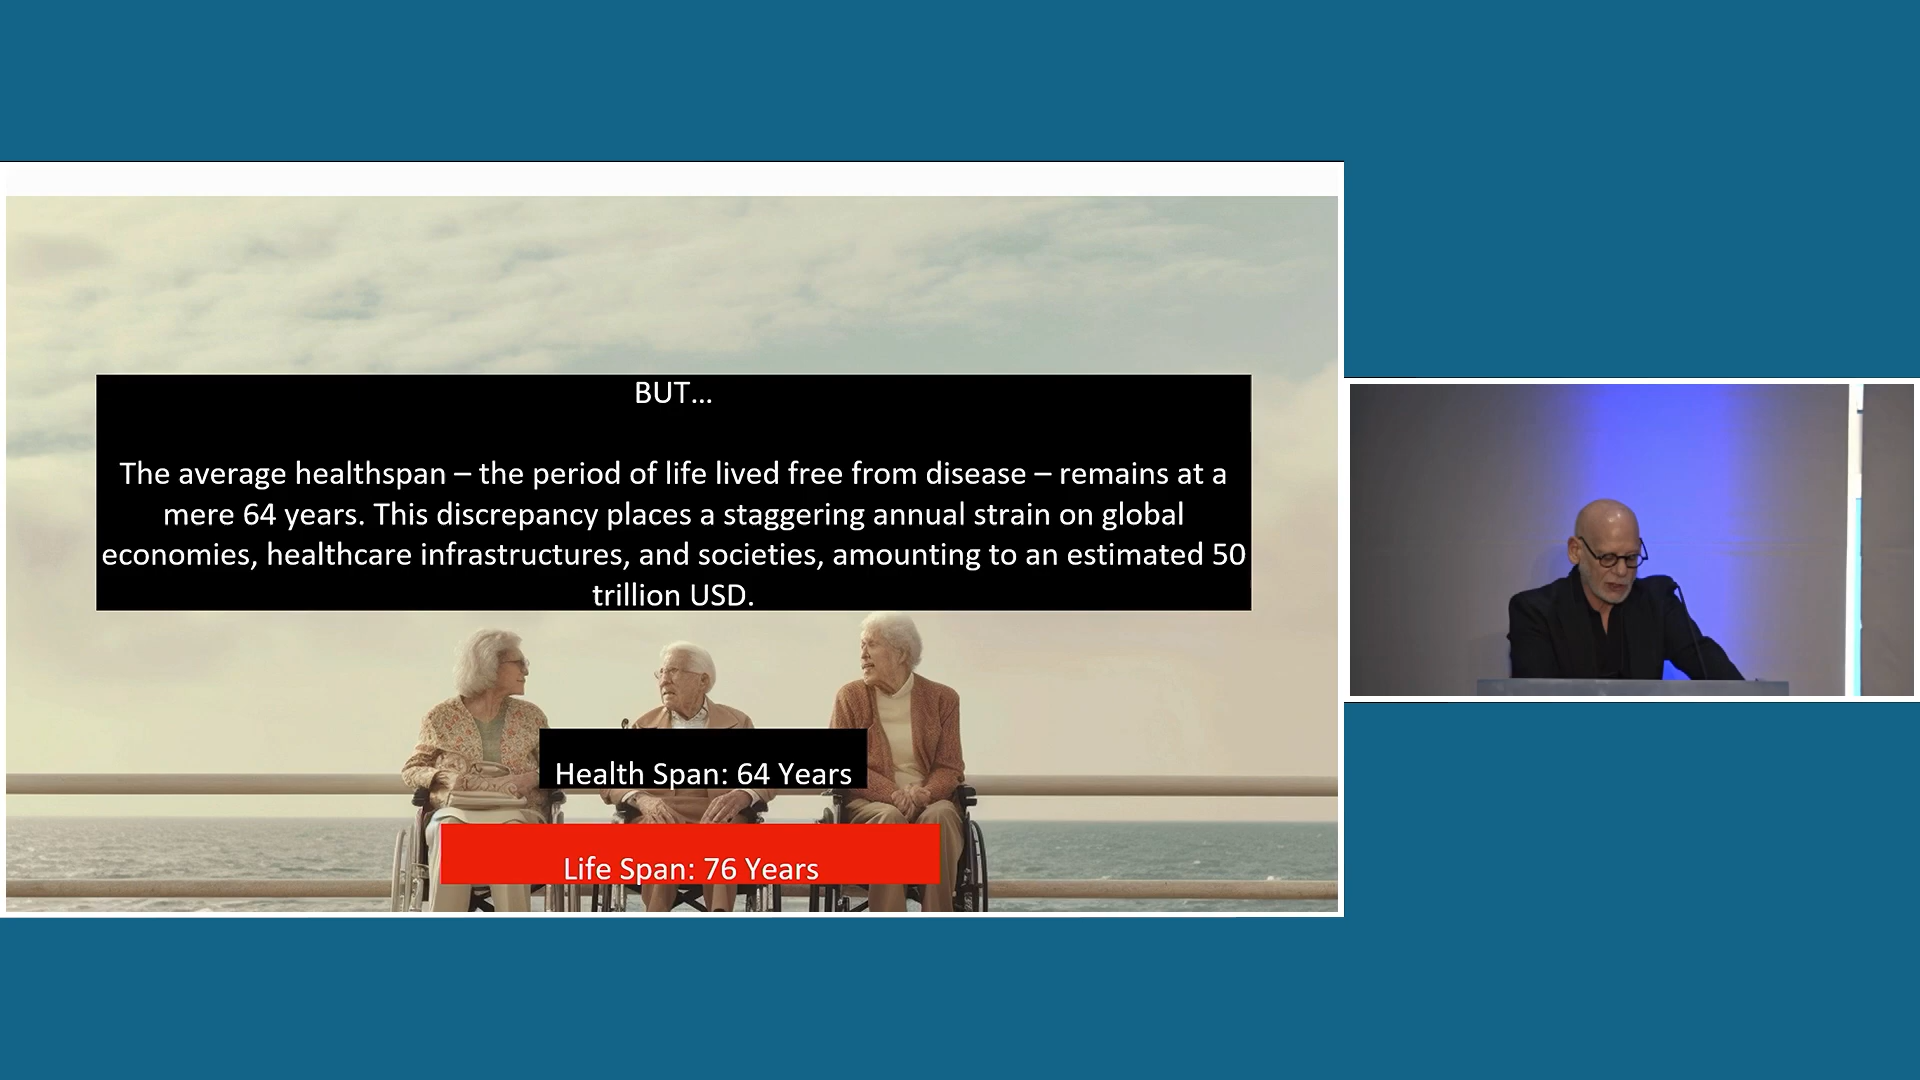 BUT...
The average healthspan – the period of life lived free from disease – remains at a
mere 64 years. This discrepancy places a staggering annual strain on global
economies, healthcare infrastructures, and societies, amounting to an estimated 50
trillion USD.
Health Span: 64 Years
Life Span: 76 Years